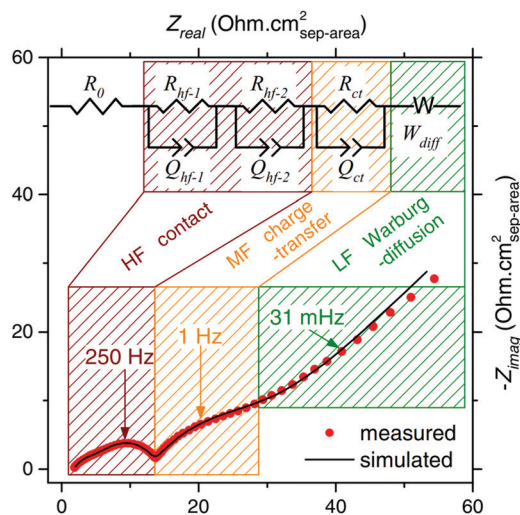 Z_real (Ohm.cm²_sep-area)
R_0 R_hf-1 R_hf-2 R_ct
Q_hf-1 Q_hf-2 Q_ct W_diff
W
HF contact
MF charge
-transfer
LF Warburg
-diffusion
250 Hz
1 Hz
31 mHz
measured
simulated
60
40
20
0
0 20 40 60
-Z_imag (Ohm.cm²_sep-area)